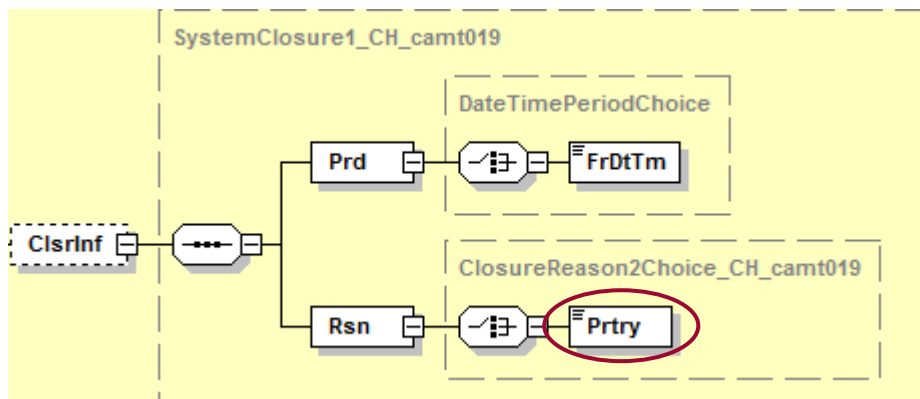 SystemClosure1_CH_camt019
DateTimePeriodChoice
Prd
FrDtTm
ClsrInf
ClosureReason2Choice_CH_camt019
Rsn
Prtry